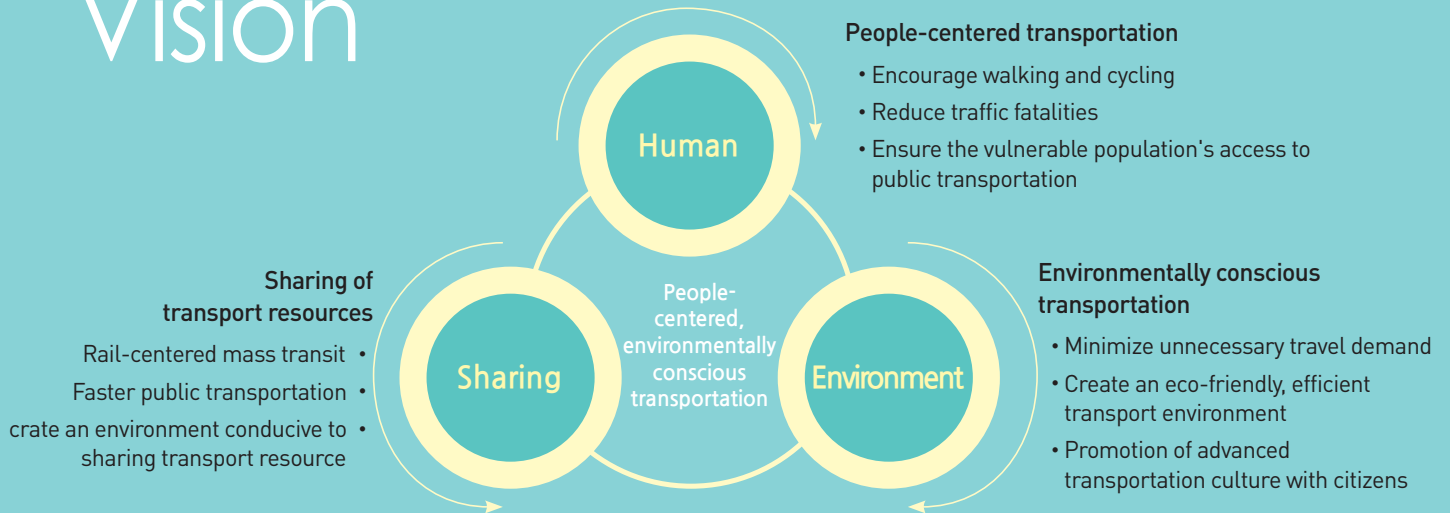 Vision
Human
People-centered transportation
• Encourage walking and cycling
• Reduce traffic fatalities
• Ensure the vulnerable population's access to
public transportation
Sharing of
transport resources
Rail-centered mass transit •
Faster public transportation •
crate an environment conducive to •
sharing transport resource
Sharing
People-
centered,
environmentally
conscious
transportation
Environment
Environmentally conscious
transportation
• Minimize unnecessary travel demand
• Create an eco-friendly, efficient
transport environment
• Promotion of advanced
transportation culture with citizens